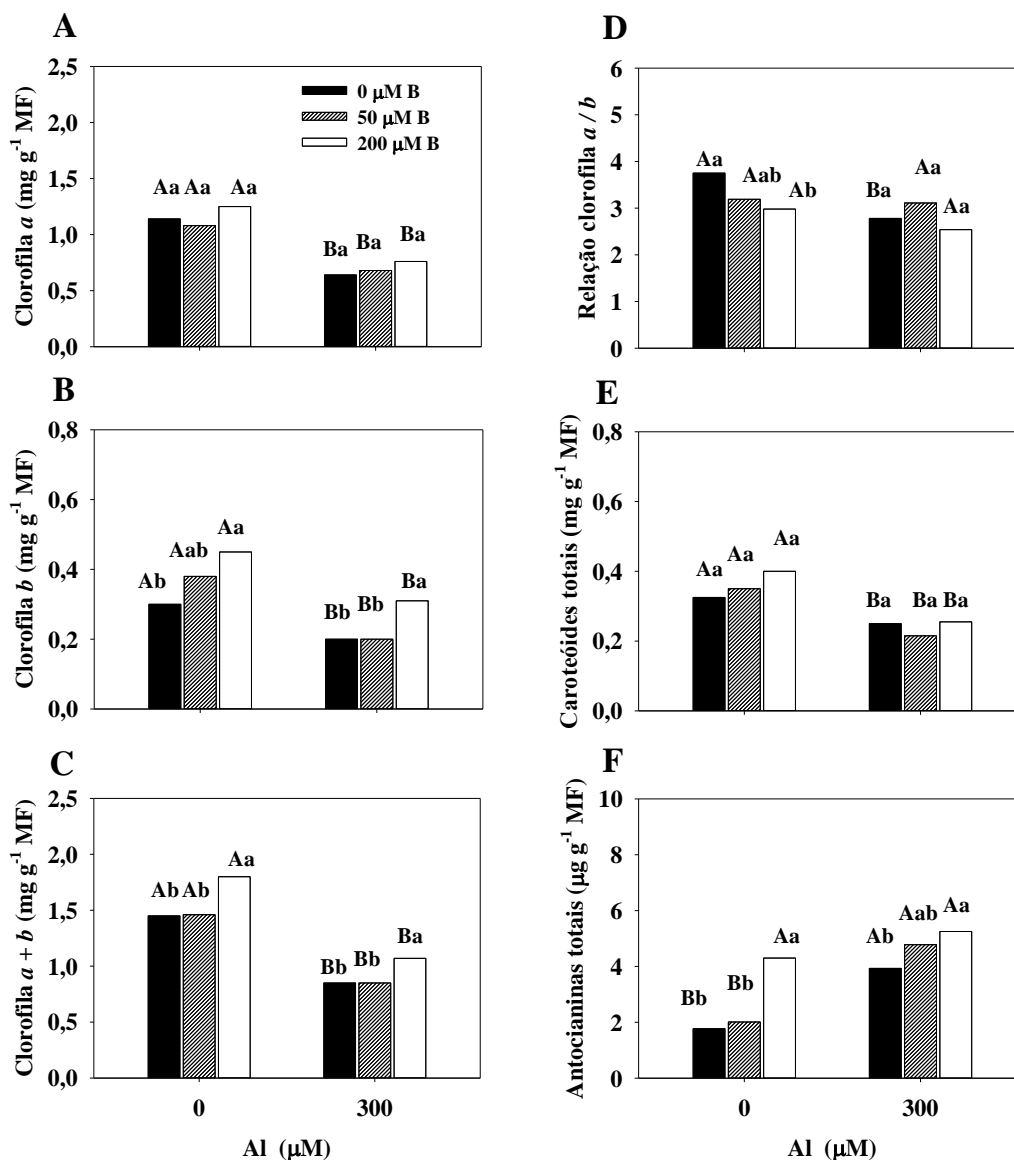 A
Clorofila a (mg g-1 MF)
2,5
2,0
1,5
1,0
0,5
0,0
0 μM B
50 μM B
200 μM B
Aa Aa Aa
Ba Ba Ba
B
Clorofila b (mg g-1 MF)
0,8
0,6
0,4
0,2
0,0
Ab Aab Aa
Bb Bb Ba
C
Clorofila a + b (mg g-1 MF)
2,5
2,0
1,5
1,0
0,5
0,0
Ab Ab Aa
Bb Bb Ba
0 300
Al (μM)
D
Relação clorofila a / b
6
5
4
3
2
1
0
Aa Aab Ab
Ba Aa Aa
E
Caroteóides totais (mg g-1 MF)
0,8
0,6
0,4
0,2
0,0
Aa Aa Aa
Ba Ba Ba
F
Antocianinas totais (μg g-1 MF)
10
8
6
4
2
0
Bb Bb Aa
Ab Aab Aa
0 300
Al (μM)